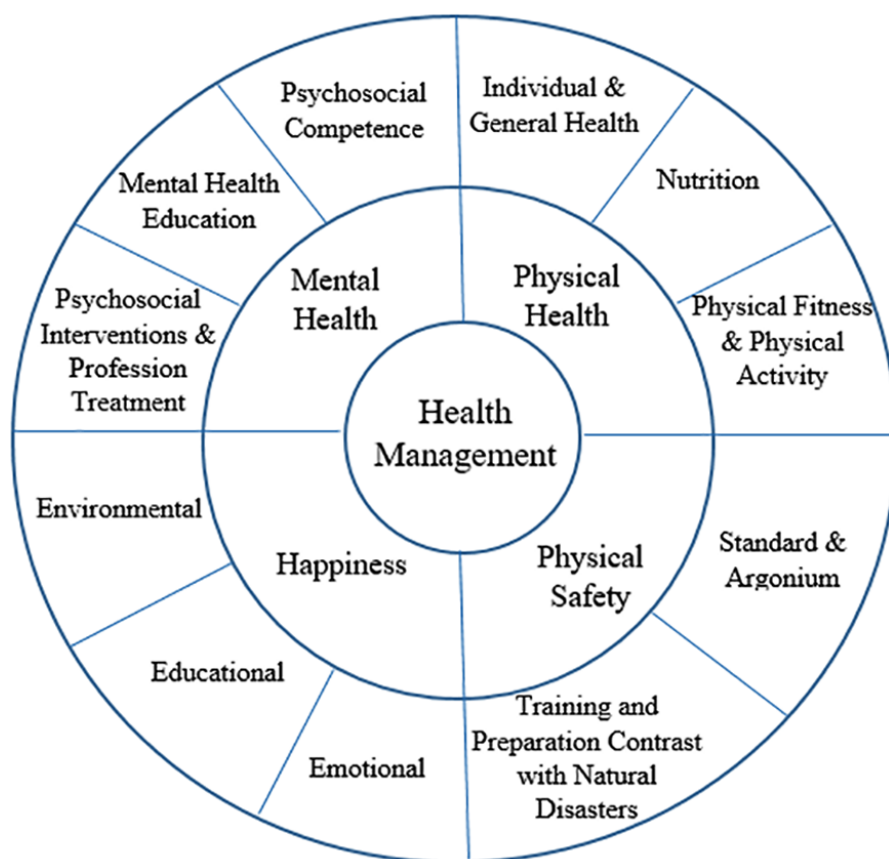 Psychosocial
Competence
Individual &
General Health
Mental Health
Education
Nutrition
Psychosocial
Interventions &
Profession
Treatment
Mental
Health
Physical
Health
Physical Fitness
& Physical
Activity
Health
Management
Environmental
Happiness
Physical
Safety
Standard &
Argonium
Educational
Emotional
Training and
Preparation Contrast
with Natural
Disasters